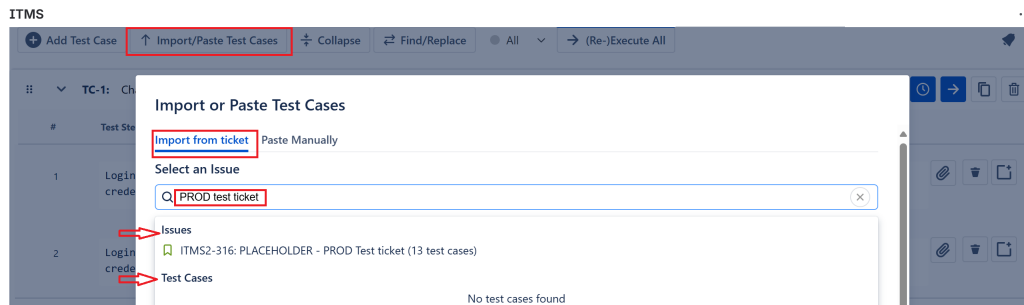 ITMS
Add Test Case Import/Paste Test Cases Collapse Find/Replace All (Re-)Execute All
TC-1: Ch
Import or Paste Test Cases
# Test Ste
Import from ticket Paste Manually
Select an Issue
1 Login
crede
PROD test ticket
Issues
ITMS2-316: PLACEHOLDER - PROD Test ticket (13 test cases)
2 Login
crede
Test Cases
No test cases found